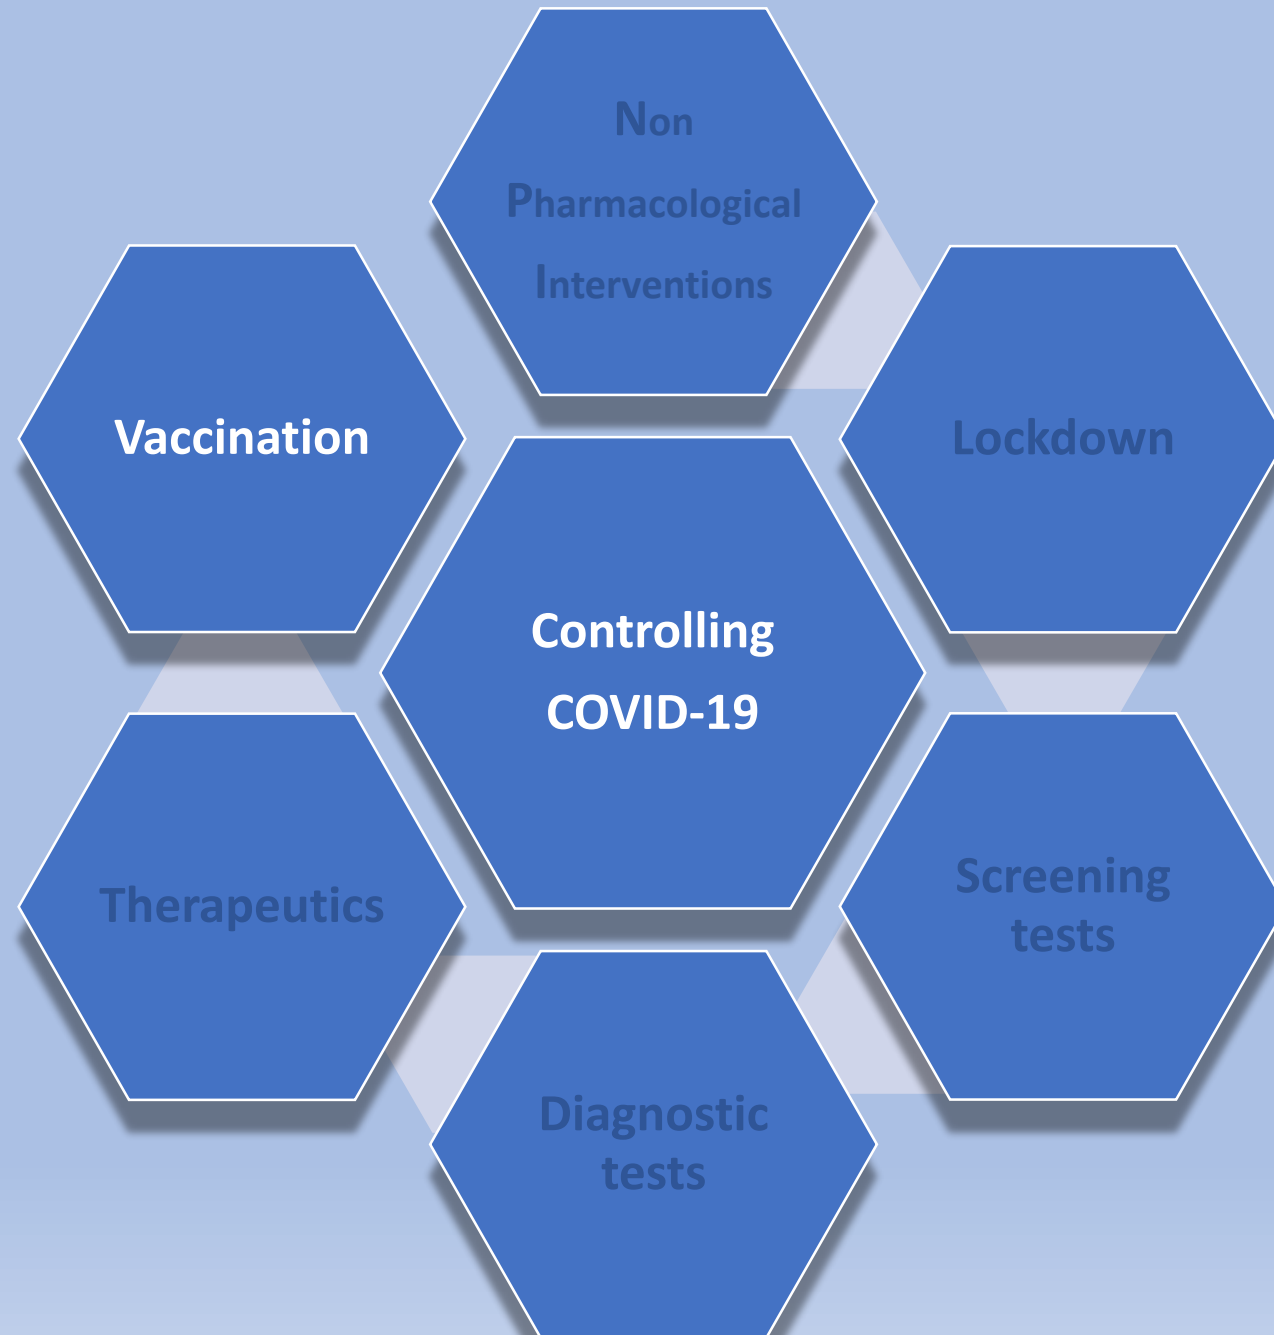 Non
Pharmacological
Interventions
Vaccination
Lockdown
Controlling
COVID-19
Therapeutics
Screening
tests
Diagnostic
tests